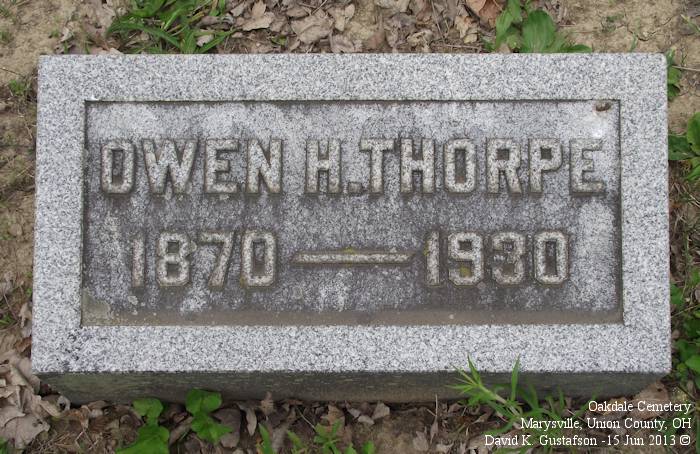 OWEN H. THORPE
1870 — 1930
Oakdale Cemetery
Marysville, Union County, OH
David K. Gustafson -15 Jun 2013 ©